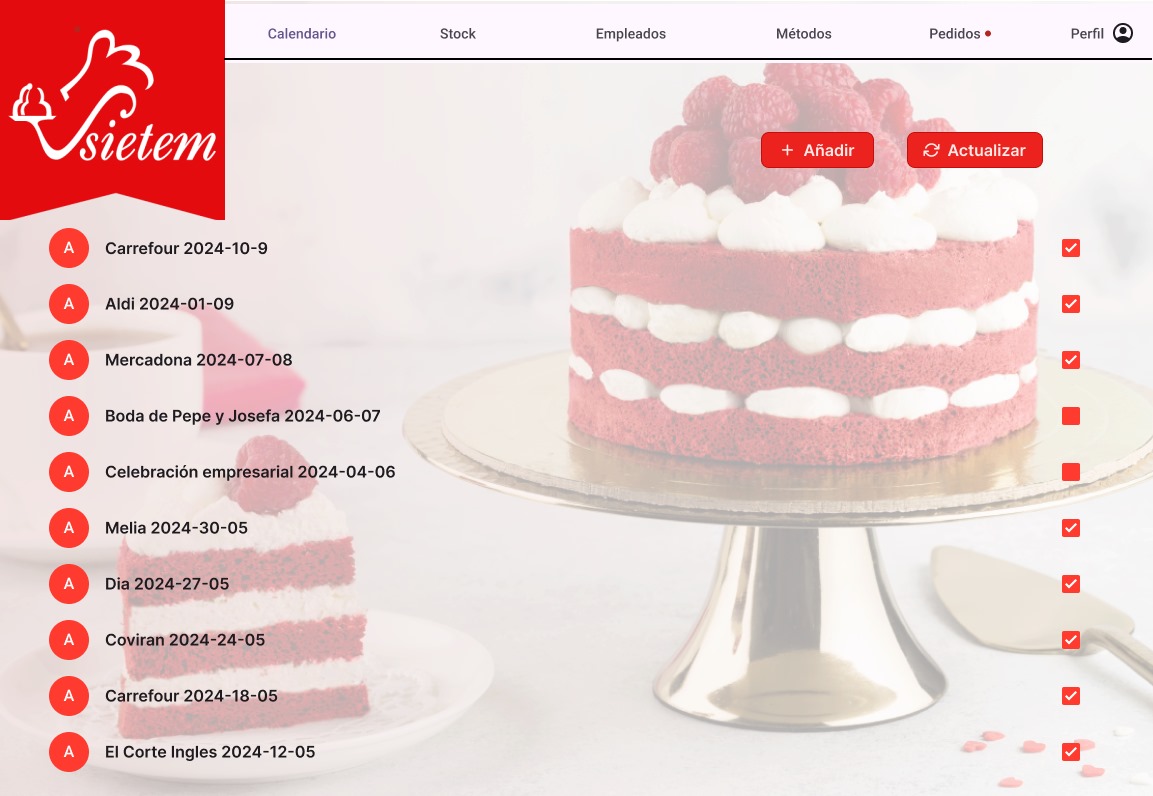 Calendario Stock Empleados Métodos Pedidos Perfil
sietem
Añadir Actualizar
A Carrefour 2024-10-9
A Aldi 2024-01-09
A Mercadona 2024-07-08
A Boda de Pepe y Josefa 2024-06-07
A Celebración empresarial 2024-04-06
A Melia 2024-30-05
A Dia 2024-27-05
A Coviran 2024-24-05
A Carrefour 2024-18-05
A El Corte Ingles 2024-12-05